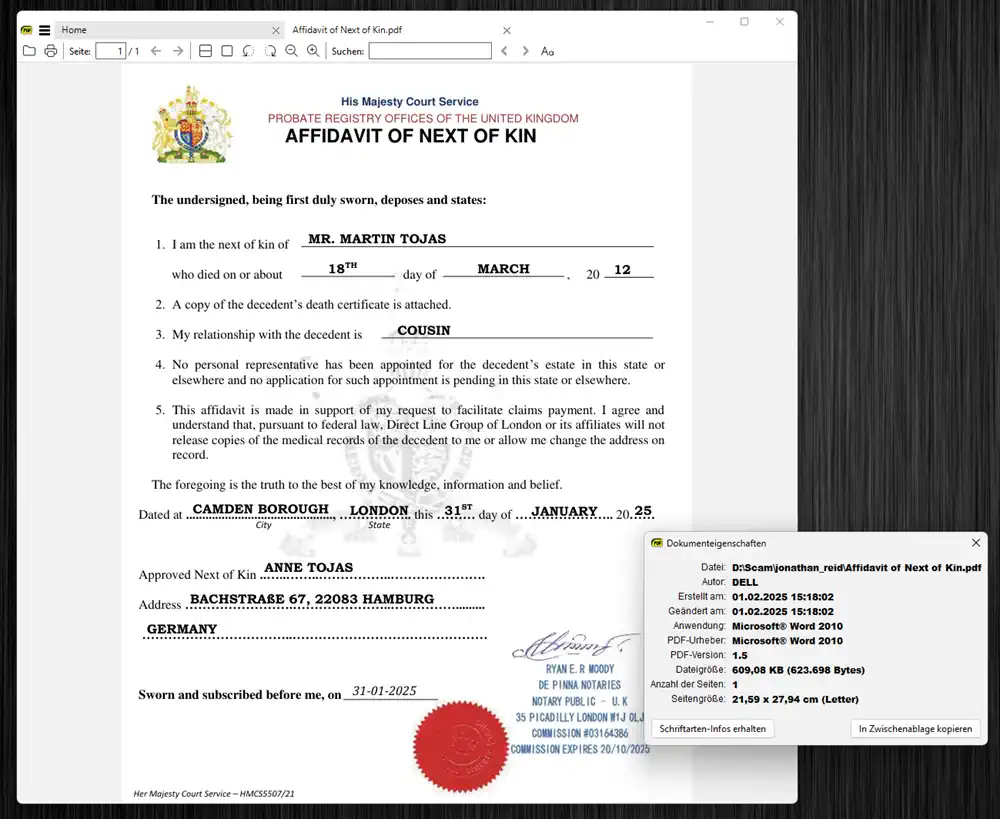 Home
Affidavit of Next of Kin.pdf
Seite: 1 / 1
Suchen:
His Majesty Court Service
PROBATE REGISTRY OFFICES OF THE UNITED KINGDOM
AFFIDAVIT OF NEXT OF KIN
The undersigned, being first duly sworn, deposes and states:
1. I am the next of kin of MR. MARTIN TOJAS
who died on or about 18TH day of MARCH, 20 12
2. A copy of the decedent's death certificate is attached.
3. My relationship with the decedent is COUSIN
4. No personal representative has been appointed for the decedent's estate in this state or
elsewhere and no application for such appointment is pending in this state or elsewhere.
5. This affidavit is made in support of my request to facilitate claims payment. I agree and
understand that, pursuant to federal law, Direct Line Group of London or its affiliates will not
release copies of the medical records of the decedent to me or allow me change the address on
record.
The foregoing is the truth to the best of my knowledge, information and belief.
Dated at CAMDEN BOROUGH, LONDON, this 31ST day of JANUARY 20 25
City State
Approved Next of Kin ANNE TOJAS
Address BACHSTRAßE 67, 22083 HAMBURG
GERMANY
Sworn and subscribed before me, on 31-01-2025
RYAN E. R MOODY
DE PINNA NOTARIES
NOTARY PUBLIC - U.K
35 PICADILLY LONDON W1J 0LJ
COMMISSION #03164386
COMMISSION EXPIRES 20/10/2025
Her Majesty Court Service – HMCS5507/21
Dokumenteigenschaften
Datei: D:\Scam\jonathan_reid\Affidavit of Next of Kin.pdf
Autor: DELL
Erstellt am: 01.02.2025 15:18:02
Geändert am: 01.02.2025 15:18:02
Anwendung: Microsoft® Word 2010
PDF-Urheber: Microsoft® Word 2010
PDF-Version: 1.5
Dateigröße: 609,08 KB (623.698 Bytes)
Anzahl der Seiten: 1
Seitengröße: 21,59 x 27,94 cm (Letter)
Schriftarten-Infos erhalten
In Zwischenablage kopieren